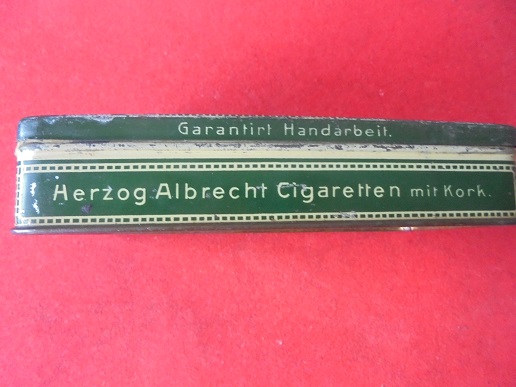 Garantirt Handarbeit.
Herzog Albrecht Cigaretten mit Kork.